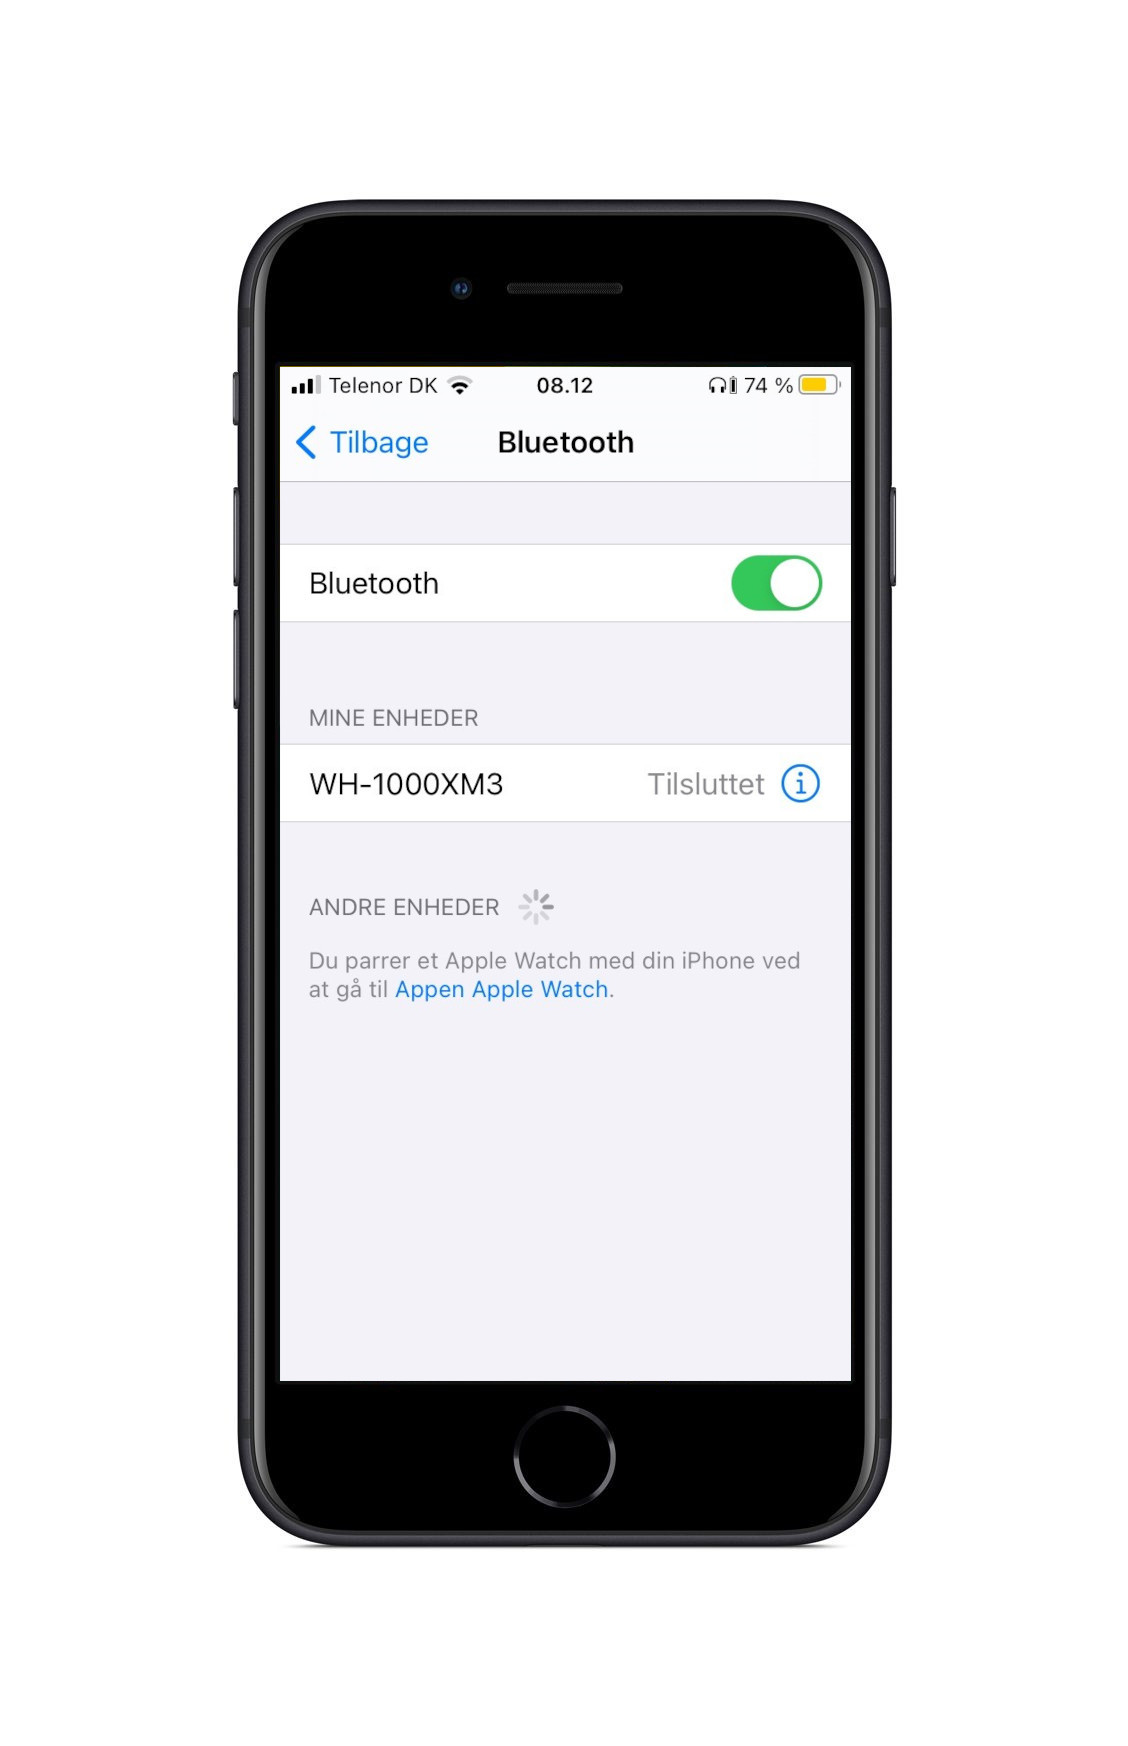 Telenor DK 08.12 74 %
Tilbage Bluetooth
Bluetooth
MINE ENHEDER
WH-1000XM3 Tilsluttet
ANDRE ENHEDER
Du parrer et Apple Watch med din iPhone ved
at gå til Appen Apple Watch.